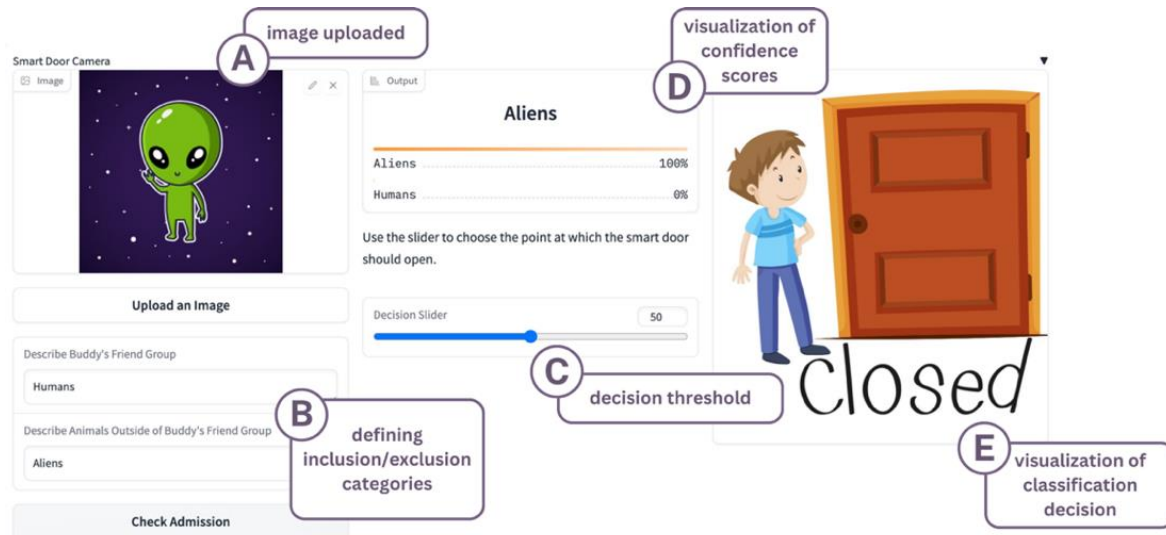 A
image uploaded
Smart Door Camera
Image
Upload an Image
Describe Buddy's Friend Group
Humans
Describe Animals Outside of Buddy's Friend Group
Aliens
Check Admission
B
defining
inclusion/exclusion
categories
Output
Aliens
Aliens 100%
Humans 0%
Use the slider to choose the point at which the smart door
should open.
Decision Slider 50
C
decision threshold
D
visualization of
confidence
scores
closed
E
visualization of
classification
decision